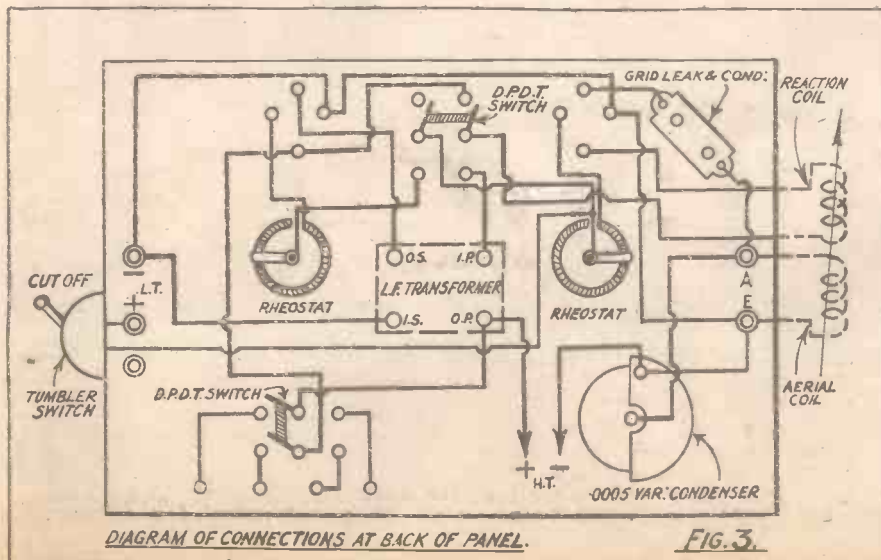 GRID LEAK & COND:
REACTION
COIL
D.P.D.T.
SWITCH
CUT OFF
−
L.T.
+
TUMBLER
SWITCH
RHEOSTAT
O.S. I.P.
L.F. TRANSFORMER
I.S. O.P.
RHEOSTAT
A
E
AERIAL
COIL
D.P.D.T. SWITCH
+ H.T. −
·0005 VAR: CONDENSER
DIAGRAM OF CONNECTIONS AT BACK OF PANEL.
FIG. 3.